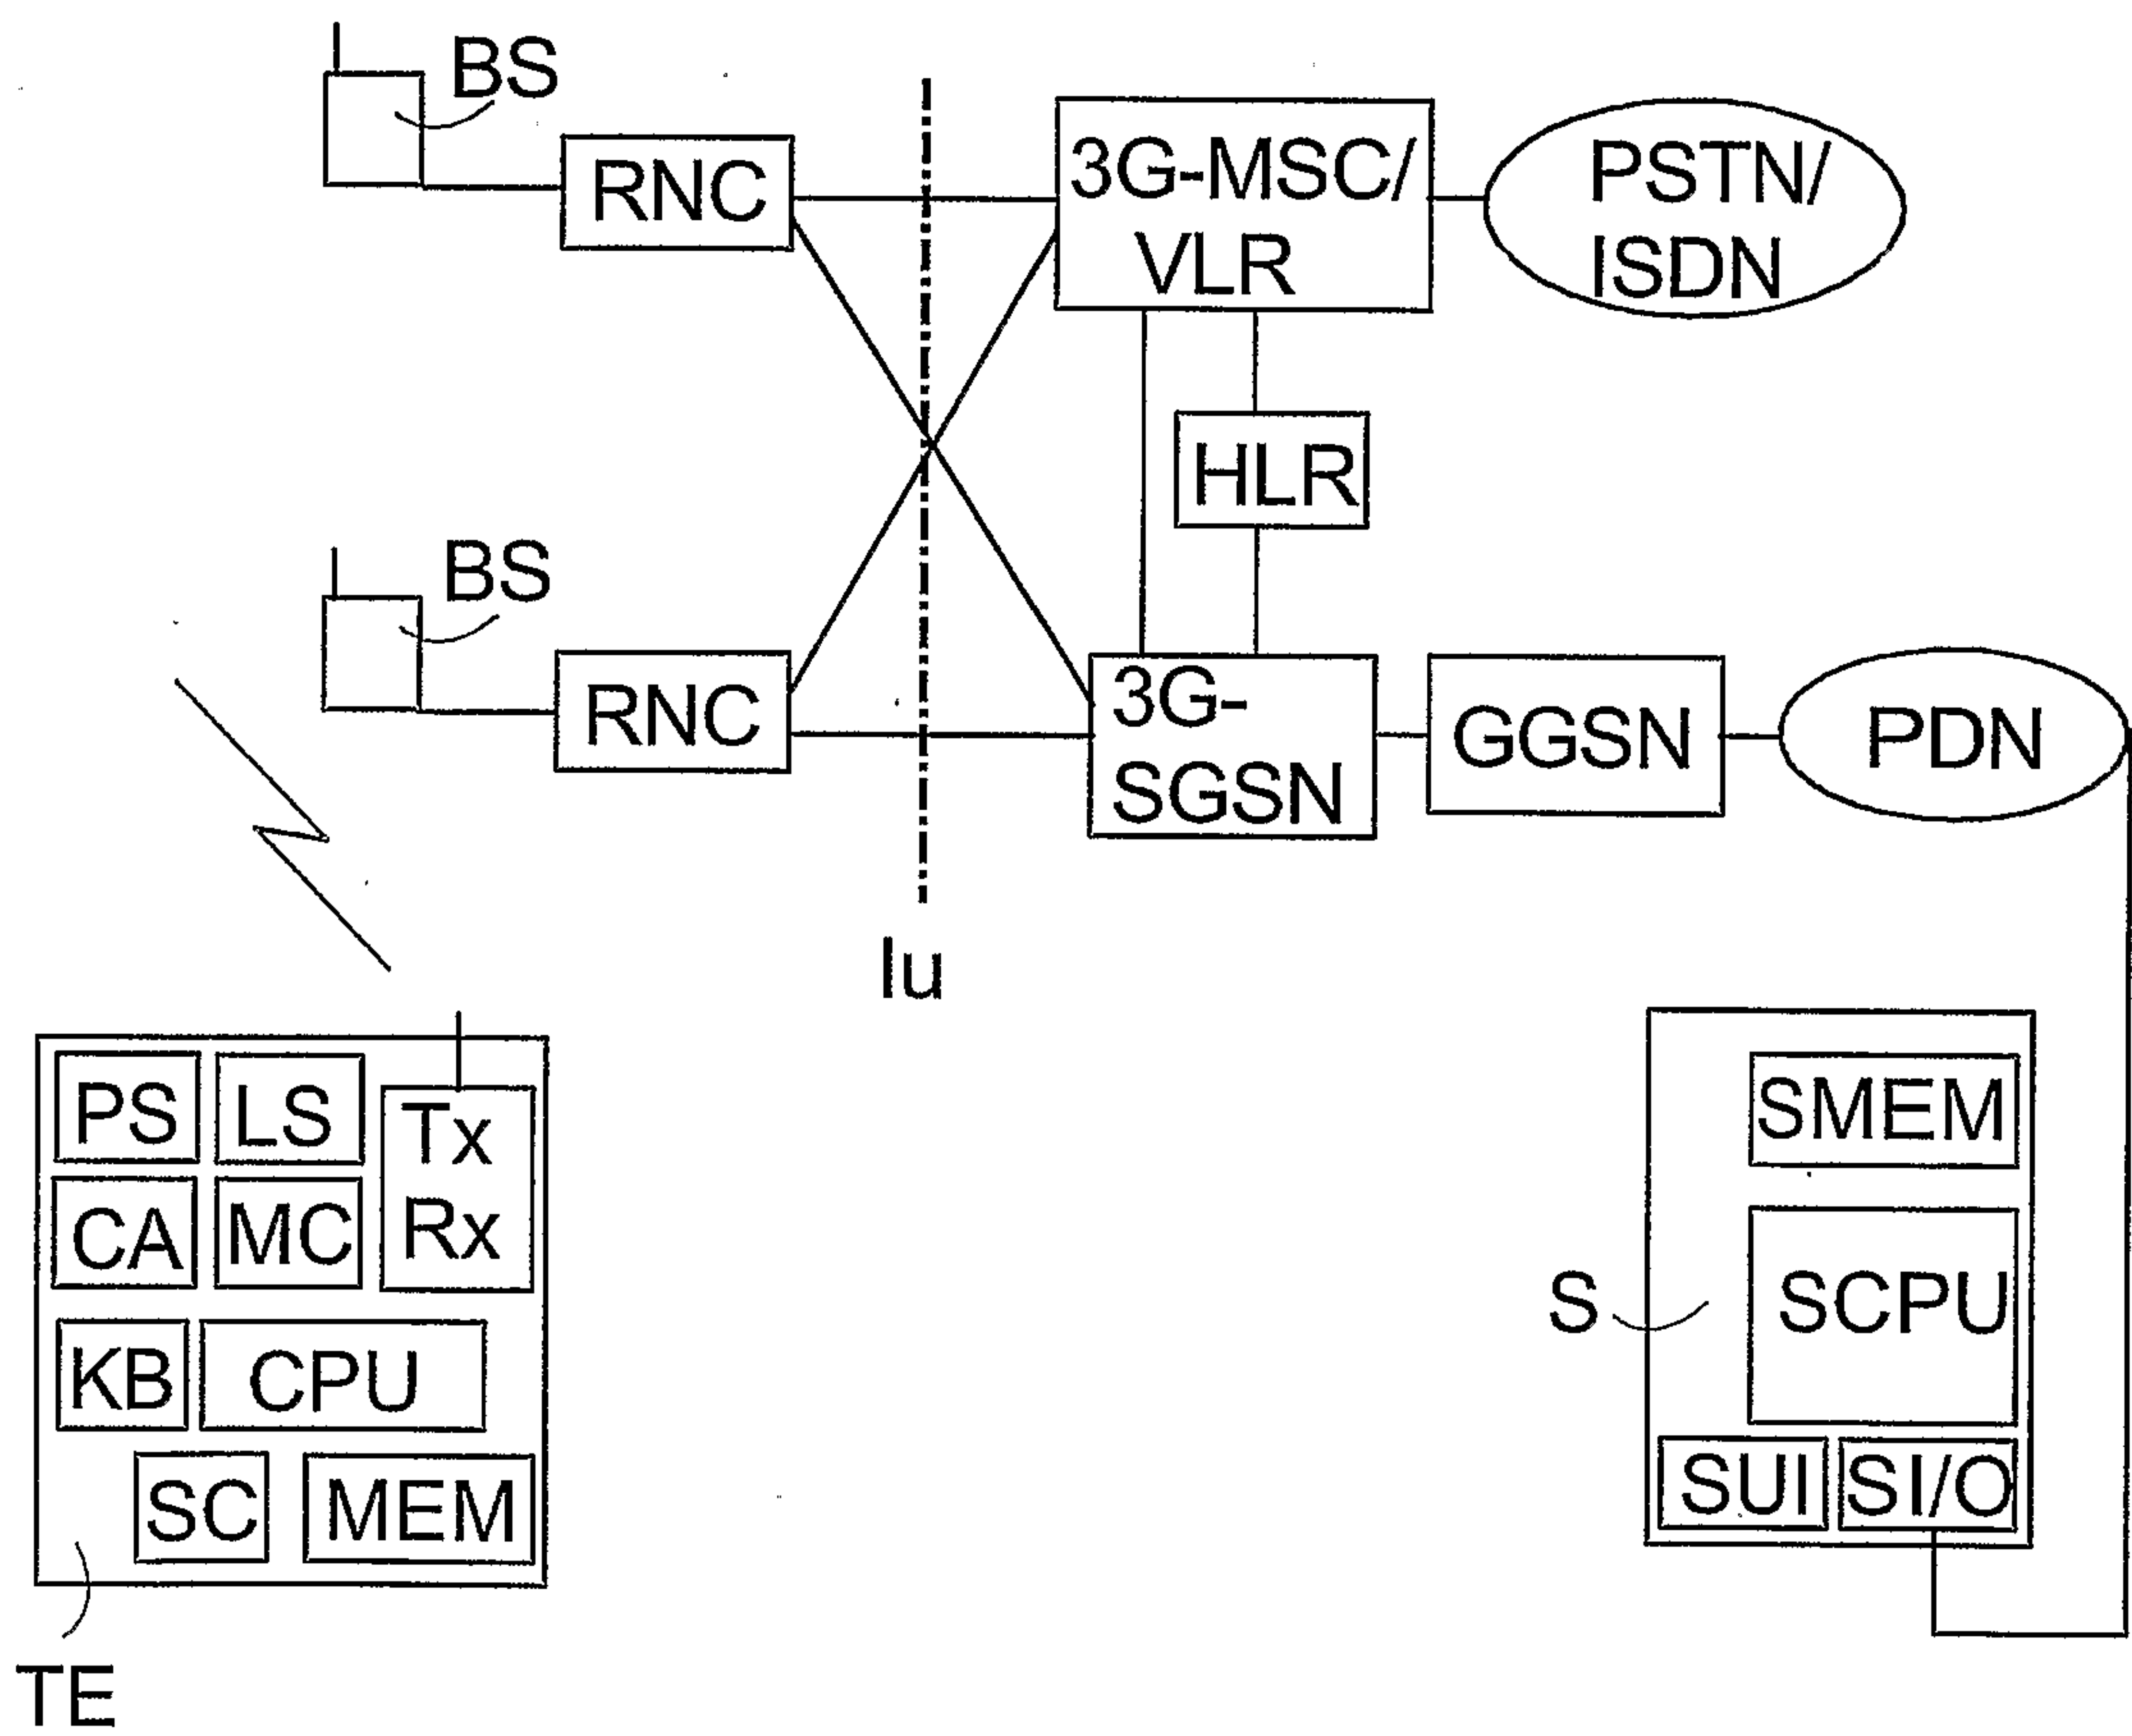 BS
RNC
3G-MSC/
VLR
PSTN/
ISDN
HLR
BS
RNC
3G-
SGSN
GGSN
PDN
Iu
PS
LS
Tx
Rx
CA
MC
KB
CPU
SC
MEM
TE
SMEM
SCPU
S
SUI
SI/O